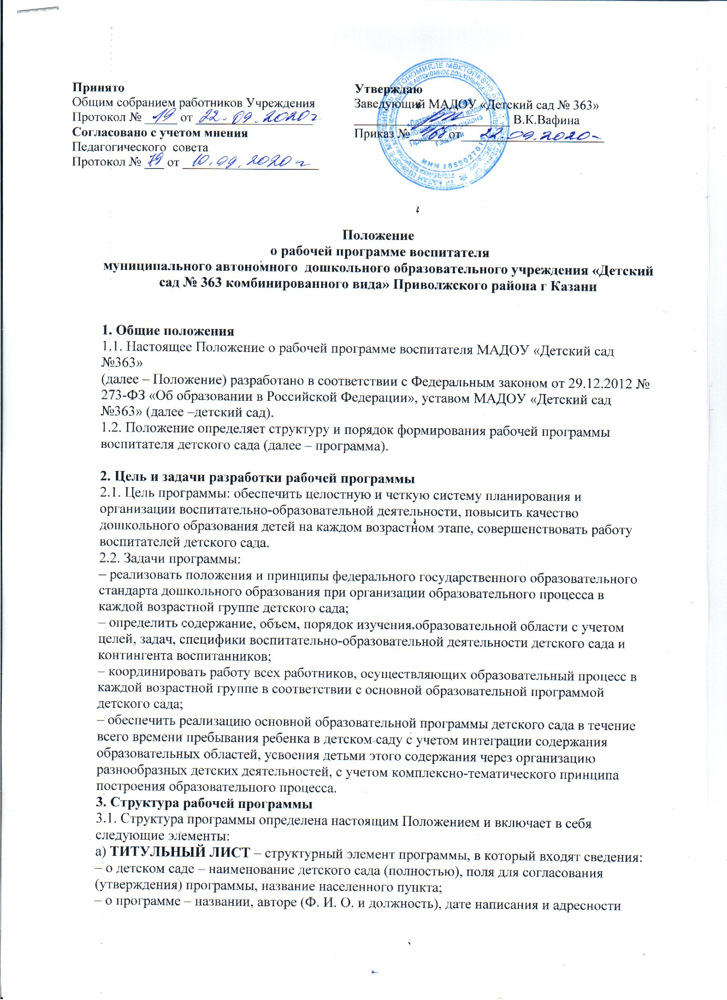 Принято
Общим собранием работников Учреждения
Протокол № 19 от 22.09.2020г
Согласовано с учетом мнения
Педагогического совета
Протокол № от 10.09.2020г
Утверждаю
Заведующий МАДОУ «Детский сад № 363»
В.К.Вафина
Приказ № от 22.09.2020
«Детский сад № 363
комбинированного вида»
Приволжского района
г.Казани
Положение
о рабочей программе воспитателя
муниципального автономного дошкольного образовательного учреждения «Детский
сад № 363 комбинированного вида» Приволжского района г Казани
1. Общие положения
1.1. Настоящее Положение о рабочей программе воспитателя МАДОУ «Детский сад
№363»
(далее – Положение) разработано в соответствии с Федеральным законом от 29.12.2012 №
273-ФЗ «Об образовании в Российской Федерации», уставом МАДОУ «Детский сад
№363» (далее –детский сад).
1.2. Положение определяет структуру и порядок формирования рабочей программы
воспитателя детского сада (далее – программа).
2. Цель и задачи разработки рабочей программы
2.1. Цель программы: обеспечить целостную и четкую систему планирования и
организации воспитательно-образовательной деятельности, повысить качество
дошкольного образования детей на каждом возрастном этапе, совершенствовать работу
воспитателей детского сада.
2.2. Задачи программы:
– реализовать положения и принципы федерального государственного образовательного
стандарта дошкольного образования при организации образовательного процесса в
каждой возрастной группе детского сада;
– определить содержание, объем, порядок изучения образовательной области с учетом
целей, задач, специфики воспитательно-образовательной деятельности детского сада и
контингента воспитанников;
– координировать работу всех работников, осуществляющих образовательный процесс в
каждой возрастной группе в соответствии с основной образовательной программой
детского сада;
– обеспечить реализацию основной образовательной программы детского сада в течение
всего времени пребывания ребенка в детском саду с учетом интеграции содержания
образовательных областей, усвоения детьми этого содержания через организацию
разнообразных детских деятельностей, с учетом комплексно-тематического принципа
построения образовательного процесса.
3. Структура рабочей программы
3.1. Структура программы определена настоящим Положением и включает в себя
следующие элементы:
а) ТИТУЛЬНЫЙ ЛИСТ – структурный элемент программы, в который входят сведения:
– о детском саде – наименование детского сада (полностью), поля для согласования
(утверждения) программы, название населенного пункта;
– о программе – названии, авторе (Ф. И. О. и должность), дате написания и адресности